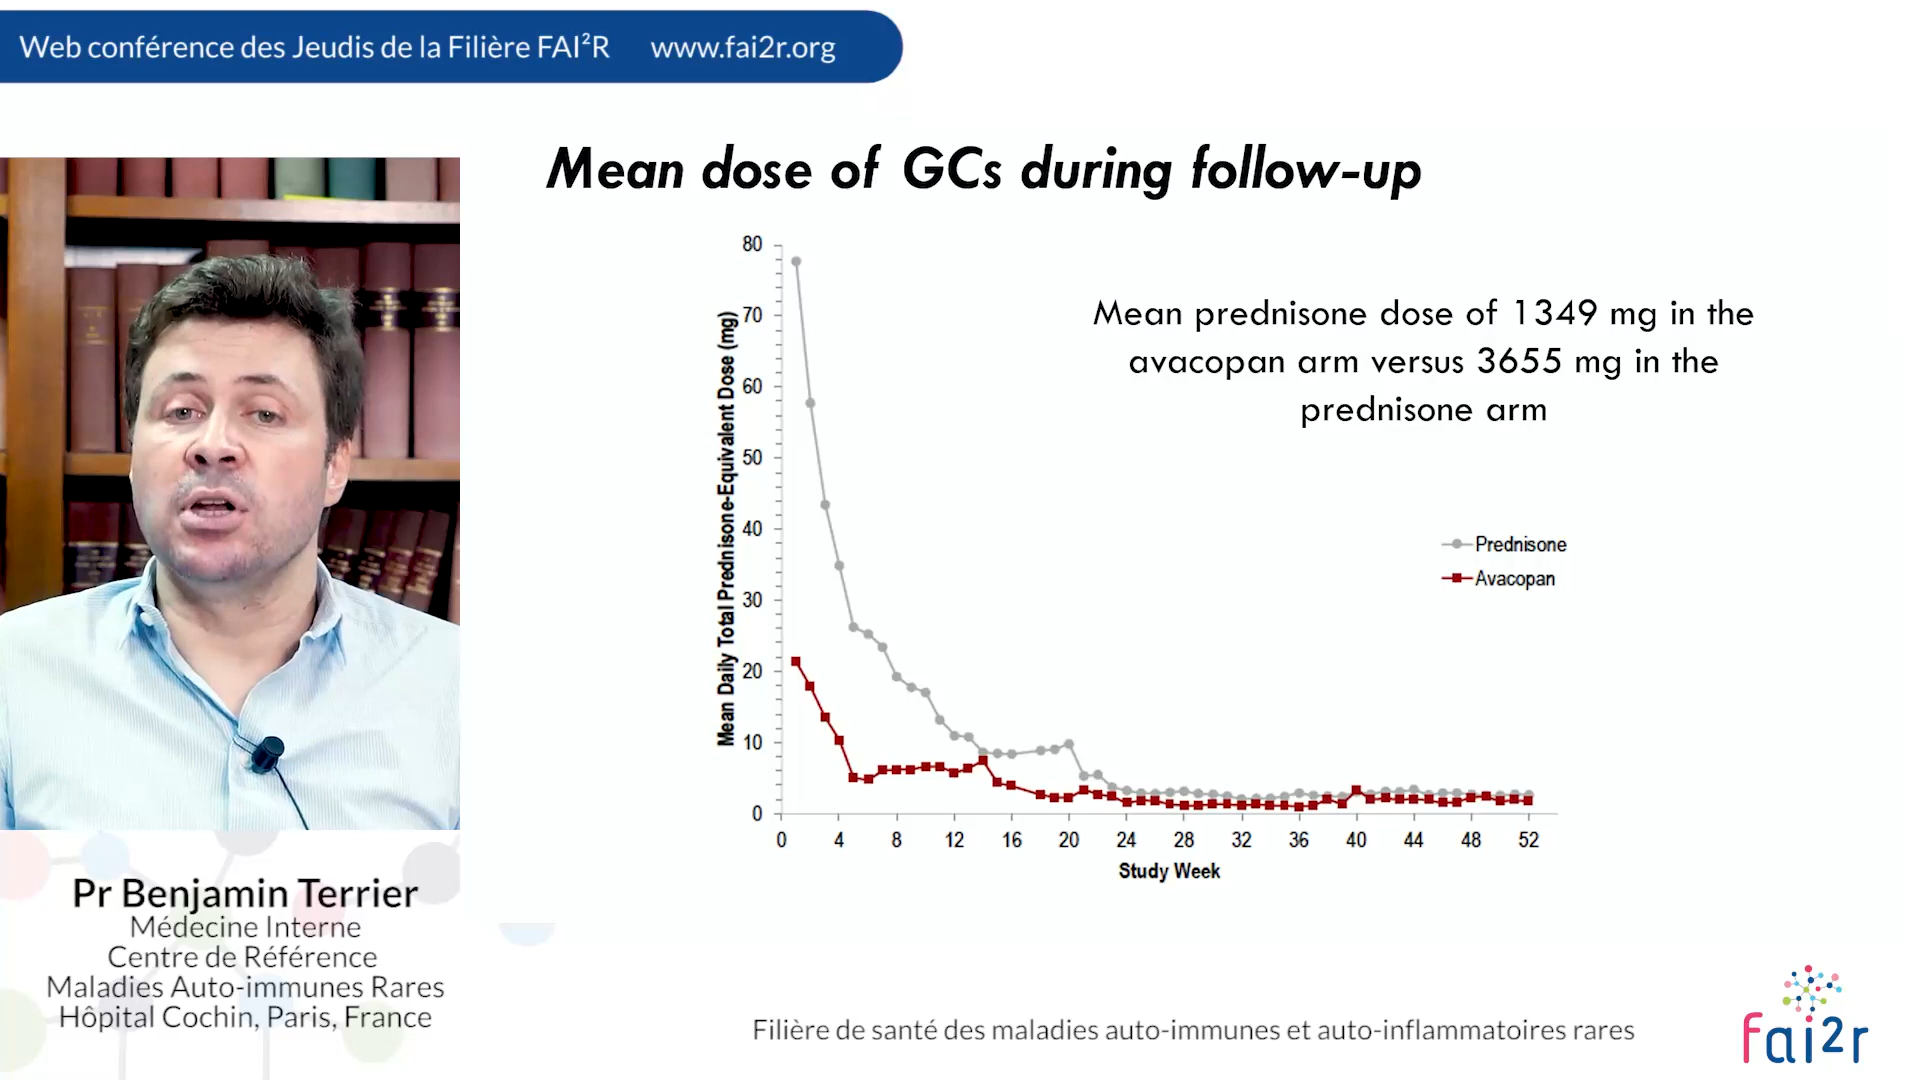 Web conférence des Jeudis de la Filière FAI²R www.fai2r.org
Mean dose of GCs during follow-up
Mean prednisone dose of 1349 mg in the
avacopan arm versus 3655 mg in the
prednisone arm
Mean Daily Total Prednisone-Equivalent Dose (mg)
80
70
60
50
40
30
20
10
0
0 4 8 12 16 20 24 28 32 36 40 44 48 52
Study Week
Prednisone
Avacopan
Pr Benjamin Terrier
Médecine Interne
Centre de Référence
Maladies Auto-immunes Rares
Hôpital Cochin, Paris, France
Filière de santé des maladies auto-immunes et auto-inflammatoires rares
fai2r